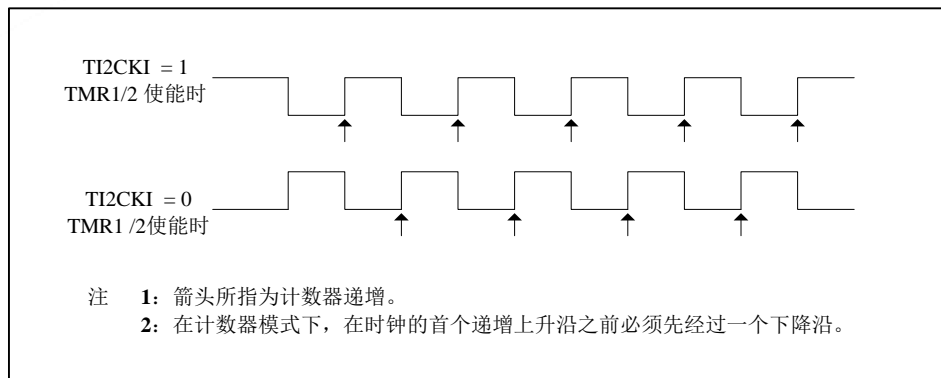 TI2CKI = 1
TMR1/2 使能时
TI2CKI = 0
TMR1 /2使能时
注 1：箭头所指为计数器递增。
2：在计数器模式下，在时钟的首个递增上升沿之前必须先经过一个下降沿。